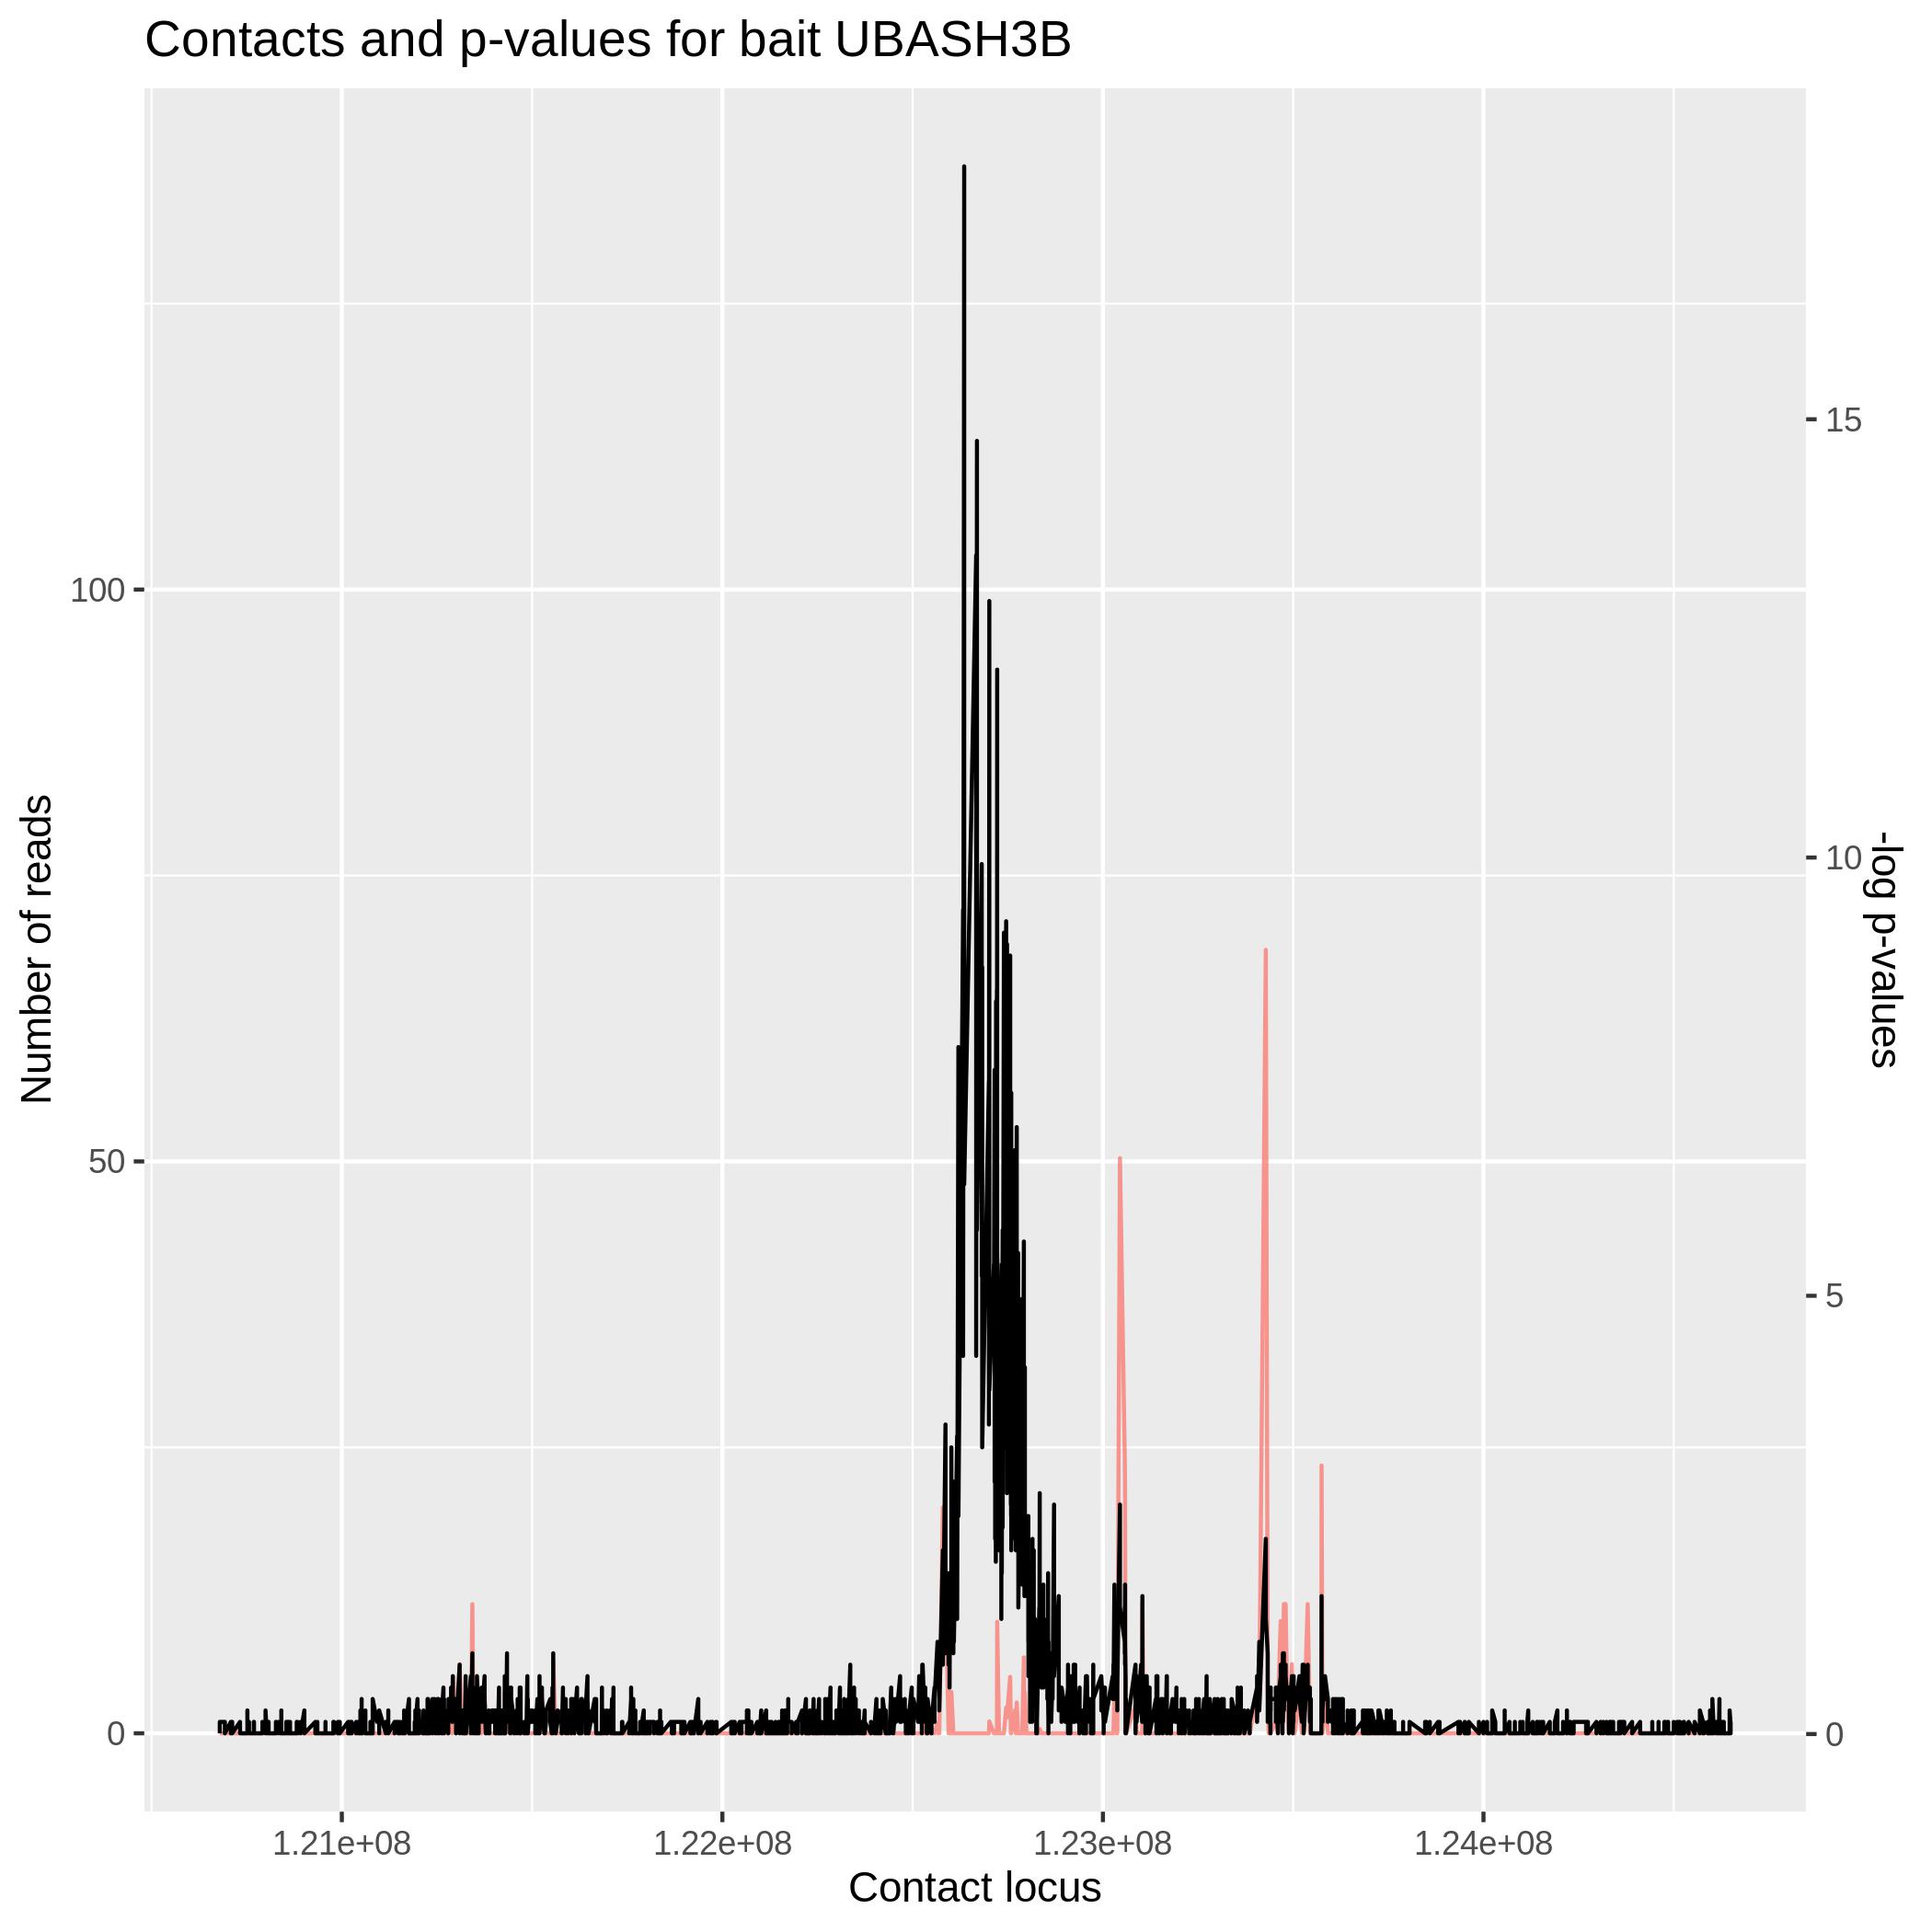 Contacts and p-values for bait UBASH3B
Number of reads
100
50
0
15
10
5
0
-log p-values
1.21e+08
1.22e+08
1.23e+08
1.24e+08
Contact locus